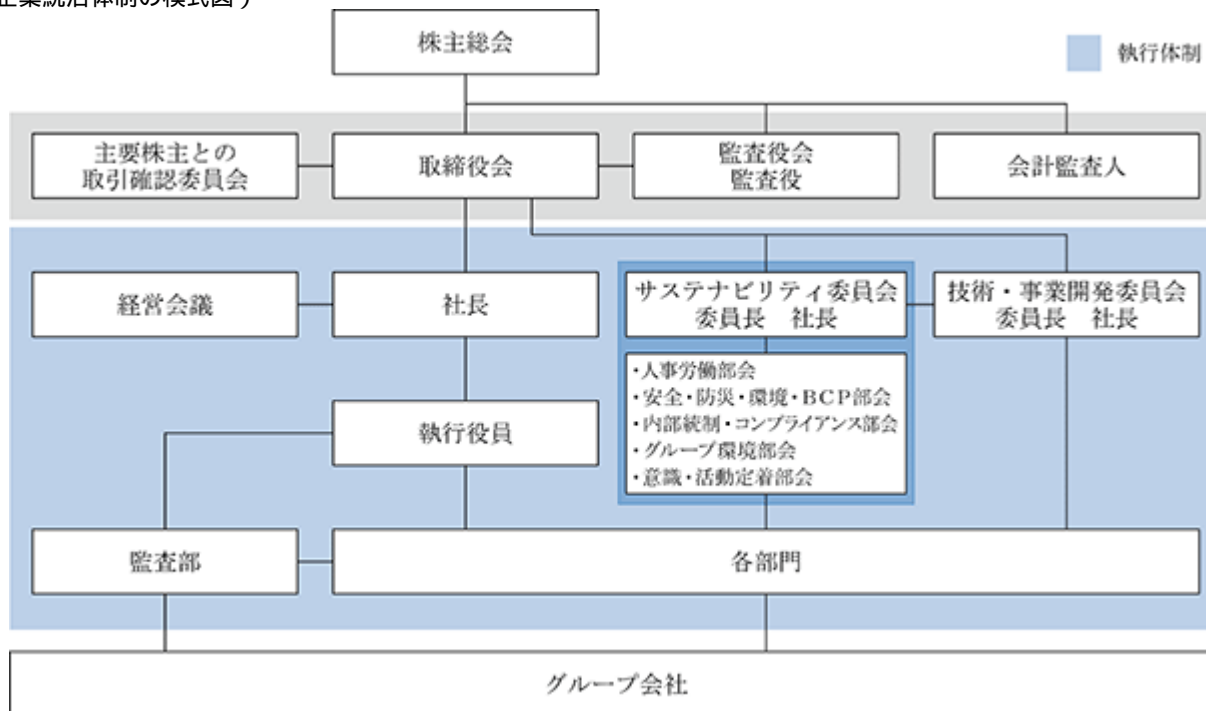 株主総会
執行体制
主要株主との
取引確認委員会
取締役会
監査役会
監査役
会計監査人
経営会議
社長
サステナビリティ委員会
委員長　社長
技術・事業開発委員会
委員長　社長
・人事労働部会
・安全・防災・環境・BCP部会
・内部統制・コンプライアンス部会
・グループ環境部会
・意識・活動定着部会
執行役員
監査部
各部門
グループ会社